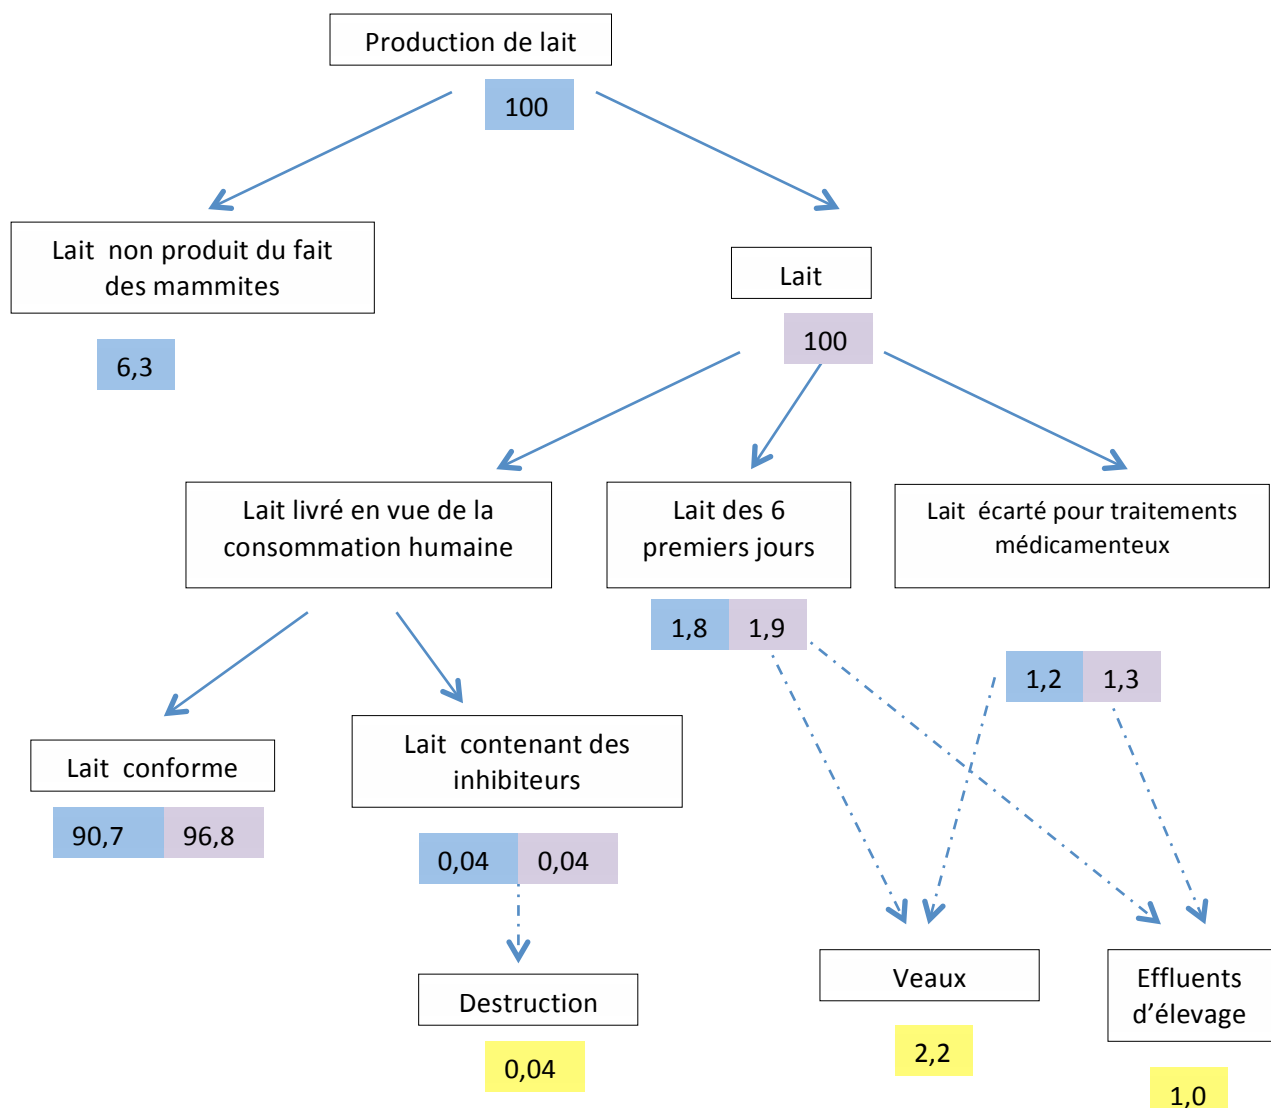 Production de lait
100
Lait non produit du fait
des mammites
6,3
Lait
100
Lait livré en vue de la
consommation humaine
Lait des 6
premiers jours
1,8 1,9
Lait écarté pour traitements
médicamenteux
1,2 1,3
Lait conforme
90,7 96,8
Lait contenant des
inhibiteurs
0,04 0,04
Destruction
0,04
Veaux
2,2
Effluents
d’élevage
1,0